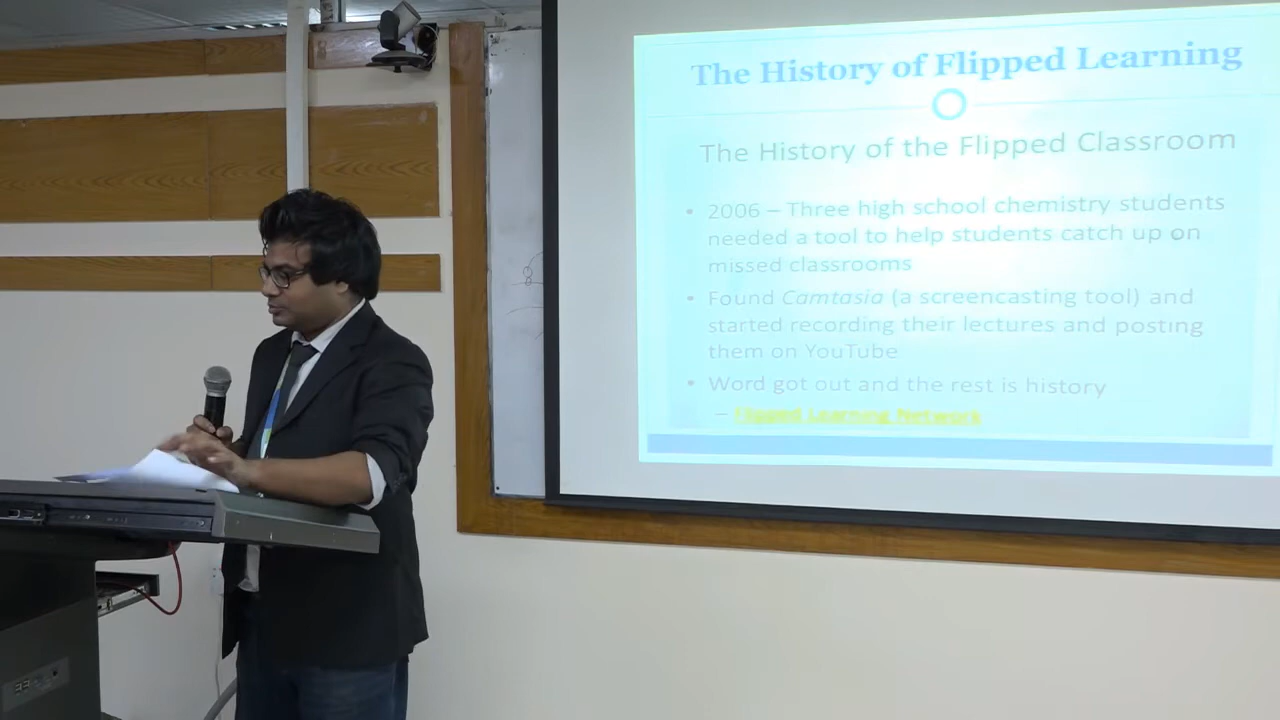 The History of Flipped Learning
The History of the Flipped Classroom
• 2006 – Three high school chemistry students
needed a tool to help students catch up on
missed classrooms
• Found Camtasia (a screencasting tool) and
started recording their lectures and posting
them on YouTube
• Word got out and the rest is history
– Flipped Learning Network